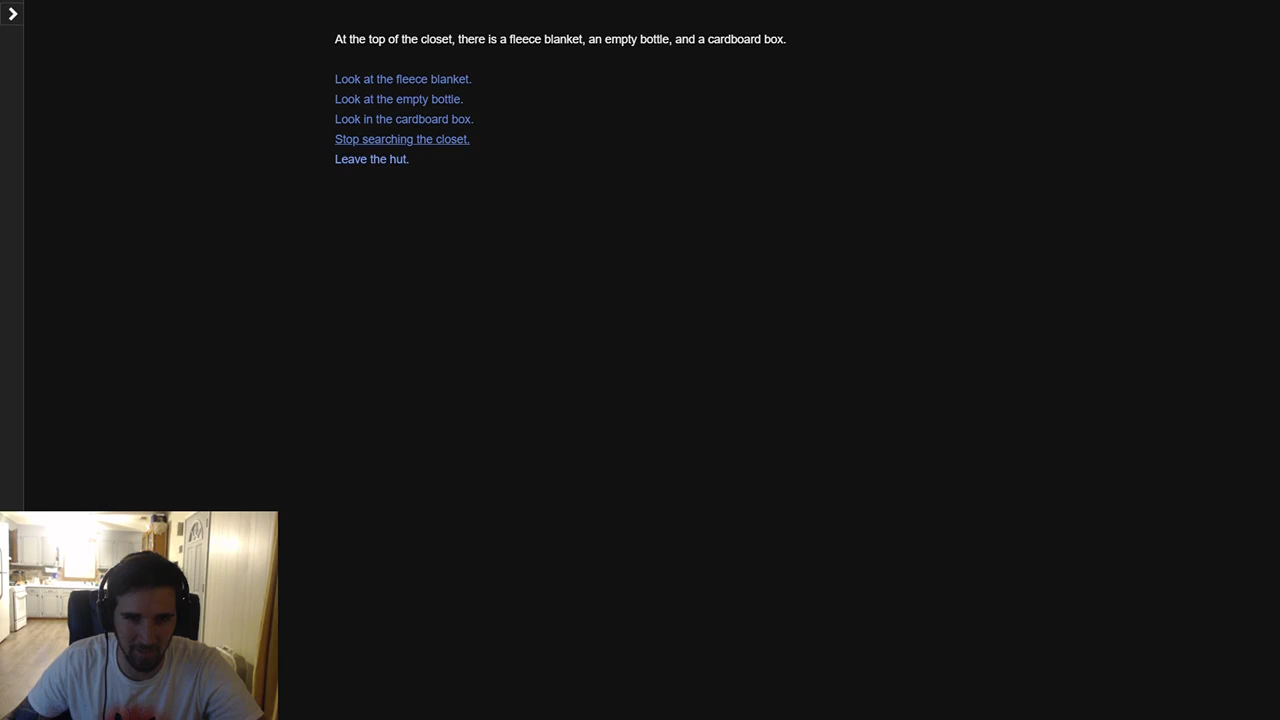 At the top of the closet, there is a fleece blanket, an empty bottle, and a cardboard box.
Look at the fleece blanket.
Look at the empty bottle.
Look in the cardboard box.
Stop searching the closet.
Leave the hut.